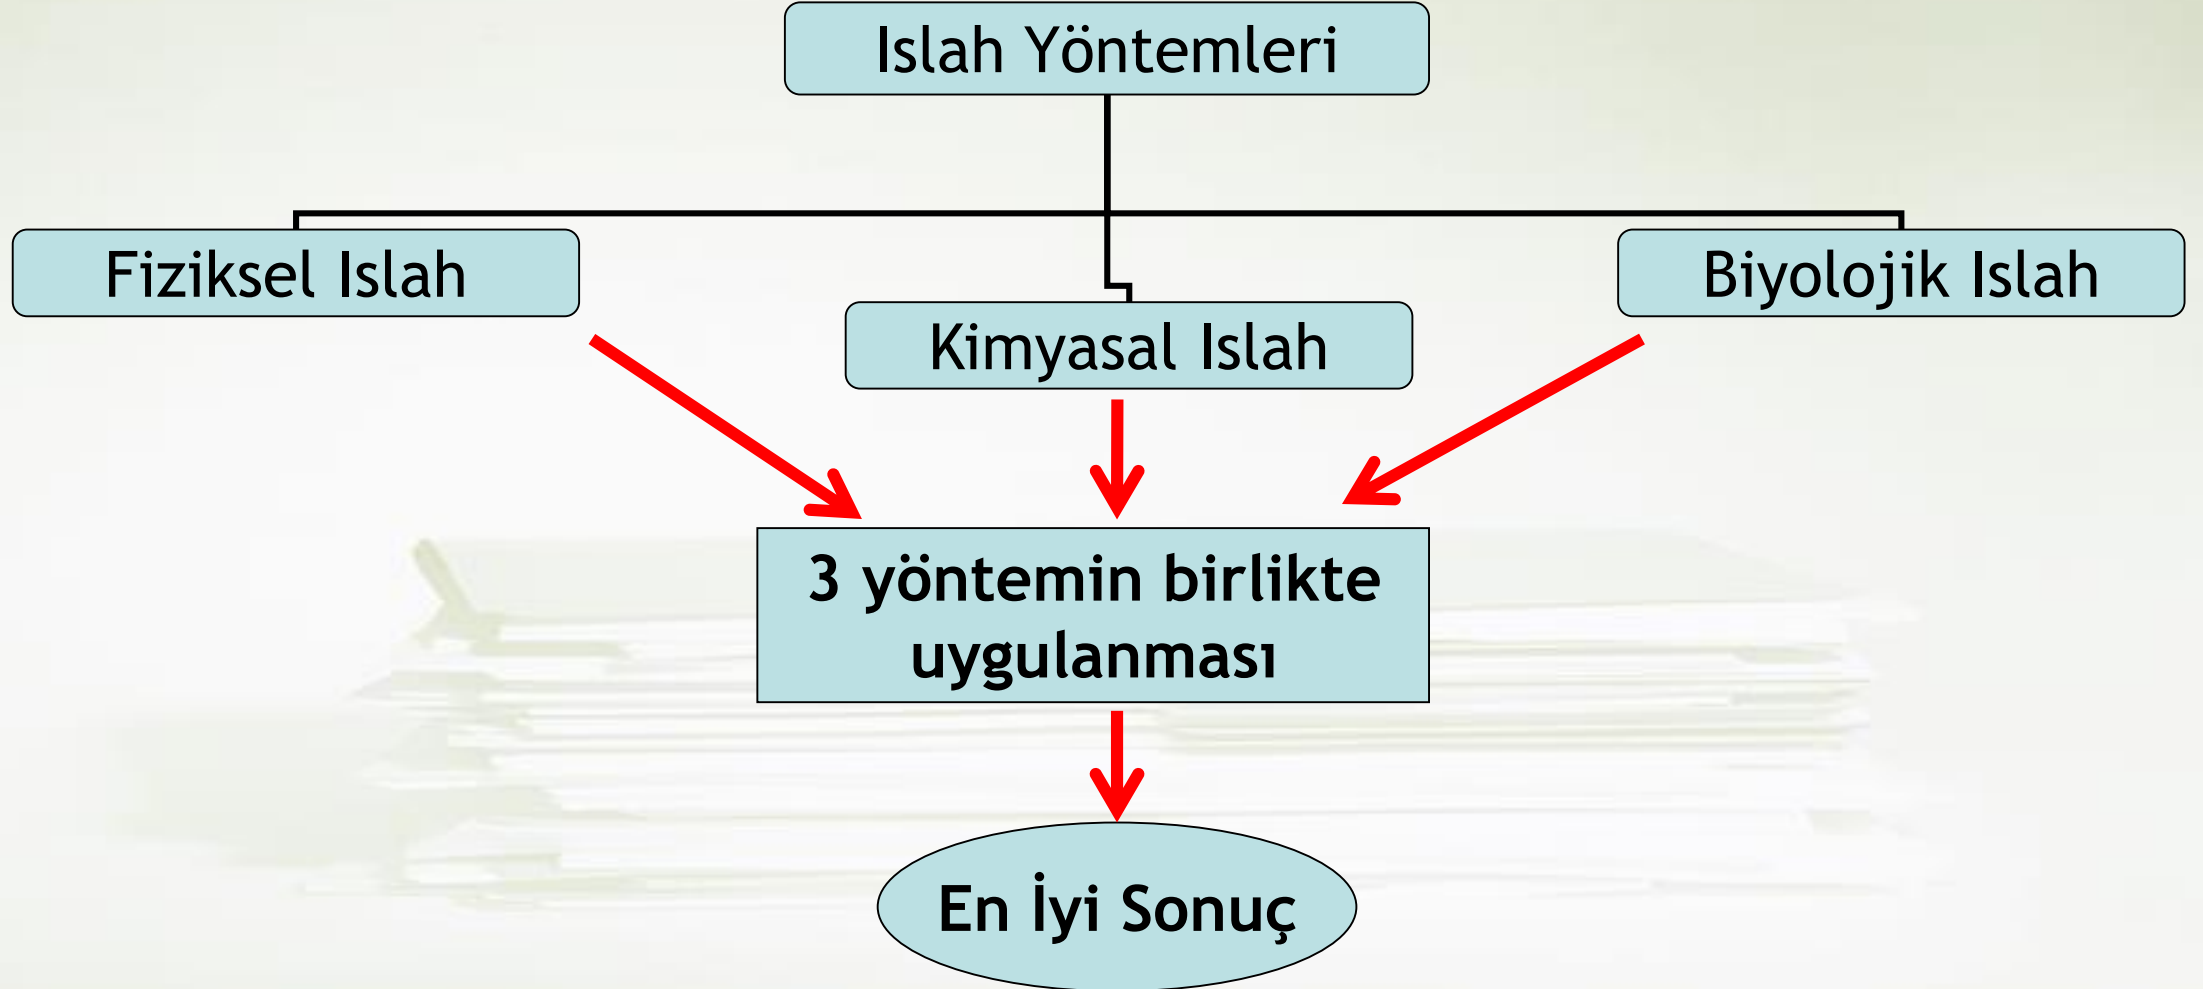 Islah Yöntemleri
Fiziksel Islah
Kimyasal Islah
Biyolojik Islah
3 yöntemin birlikte
uygulanması
En İyi Sonuç